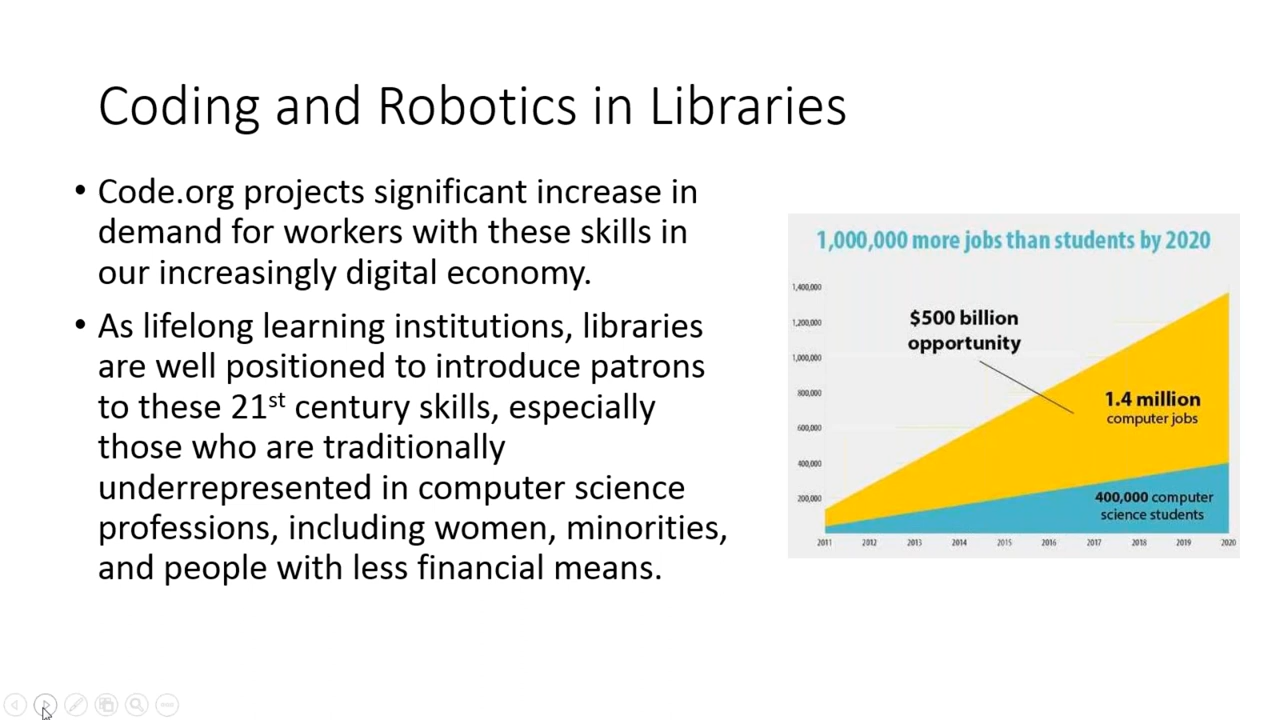 Coding and Robotics in Libraries
• Code.org projects significant increase in
demand for workers with these skills in
our increasingly digital economy.
• As lifelong learning institutions, libraries
are well positioned to introduce patrons
to these 21st century skills, especially
those who are traditionally
underrepresented in computer science
professions, including women, minorities,
and people with less financial means.
1,000,000 more jobs than students by 2020
1,400,000
1,200,000
1,000,000
800,000
600,000
400,000
200,000
$500 billion
opportunity
1.4 million
computer jobs
400,000 computer
science students
2011 2012 2013 2014 2015 2016 2017 2018 2019 2020